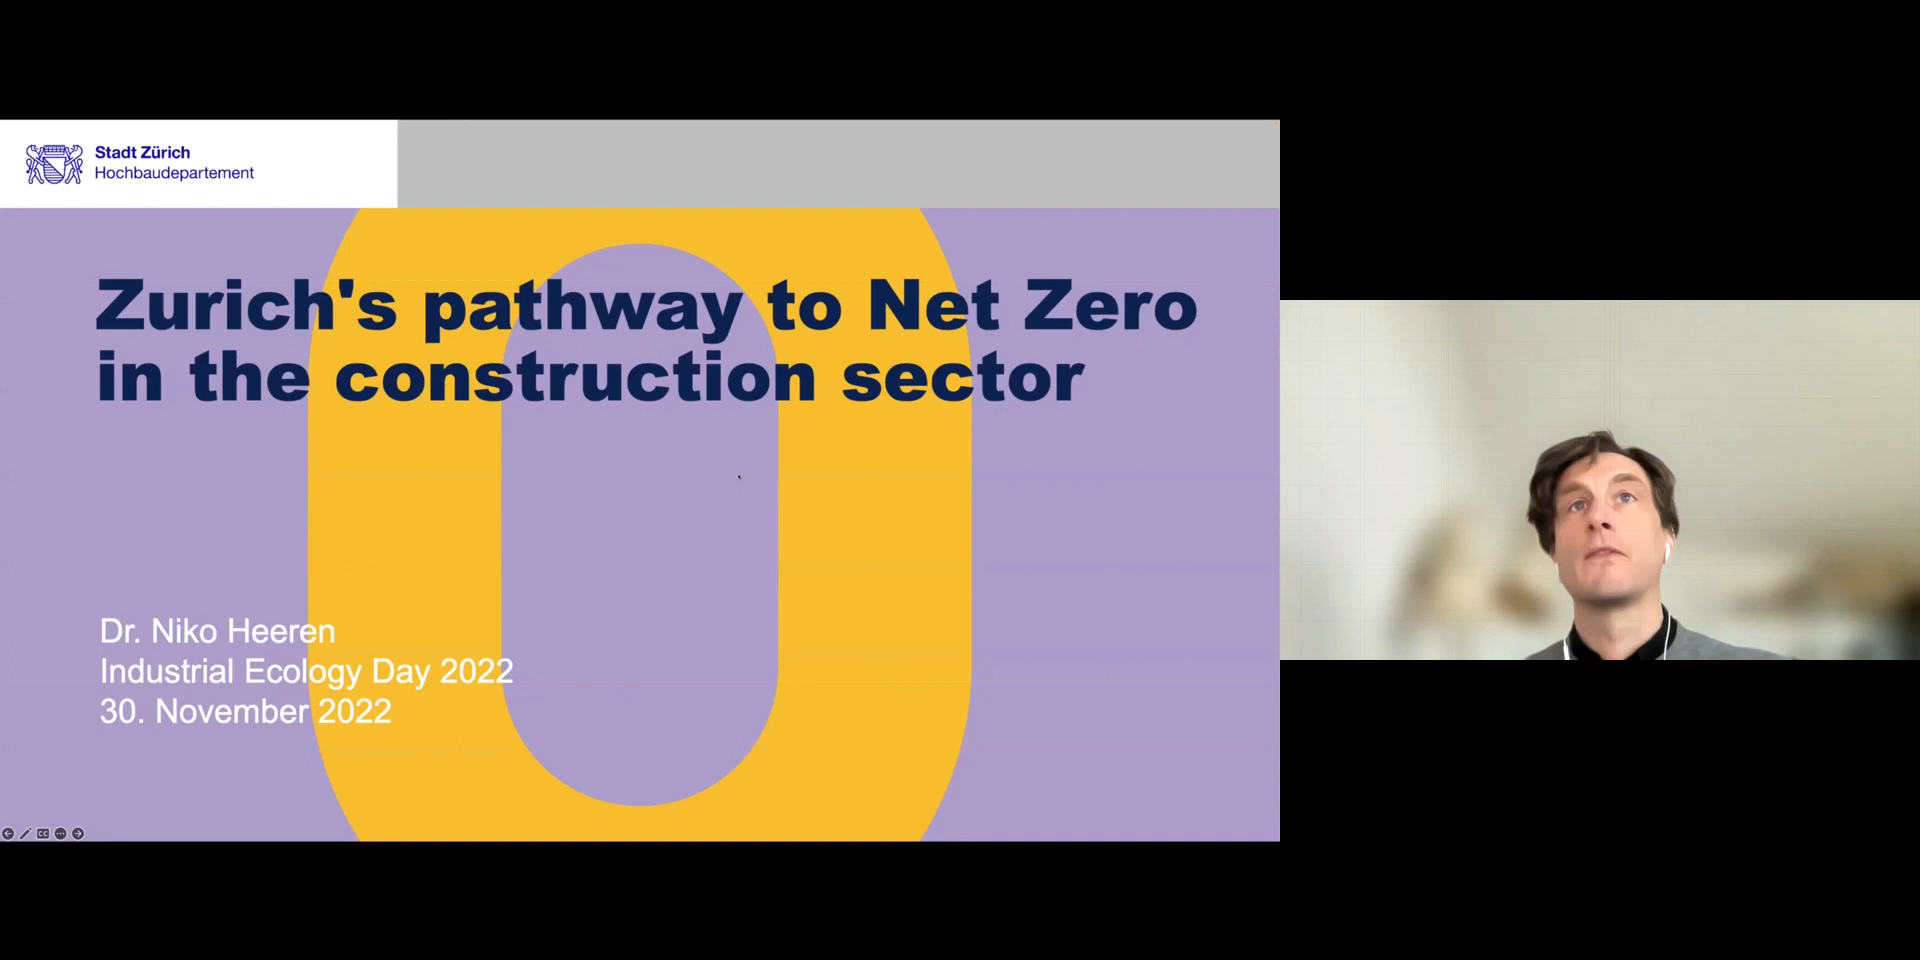 Stadt Zürich
Hochbaudepartement
Zurich's pathway to Net Zero
in the construction sector
Dr. Niko Heeren
Industrial Ecology Day 2022
30. November 2022